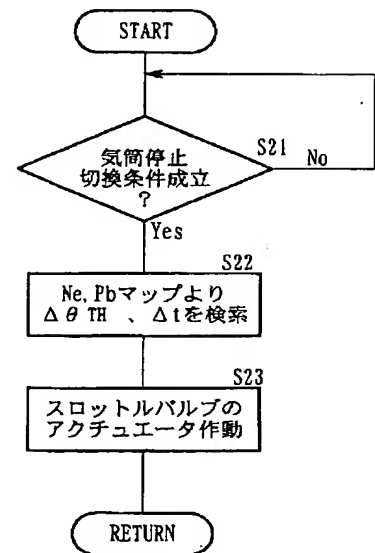 START
気筒停止
切換条件成立
?
S21
No
Yes
S22
Ne,Pbマップより
Δθ TH 、Δtを検索
S23
スロットルバルブの
アクチュエータ作動
RETURN